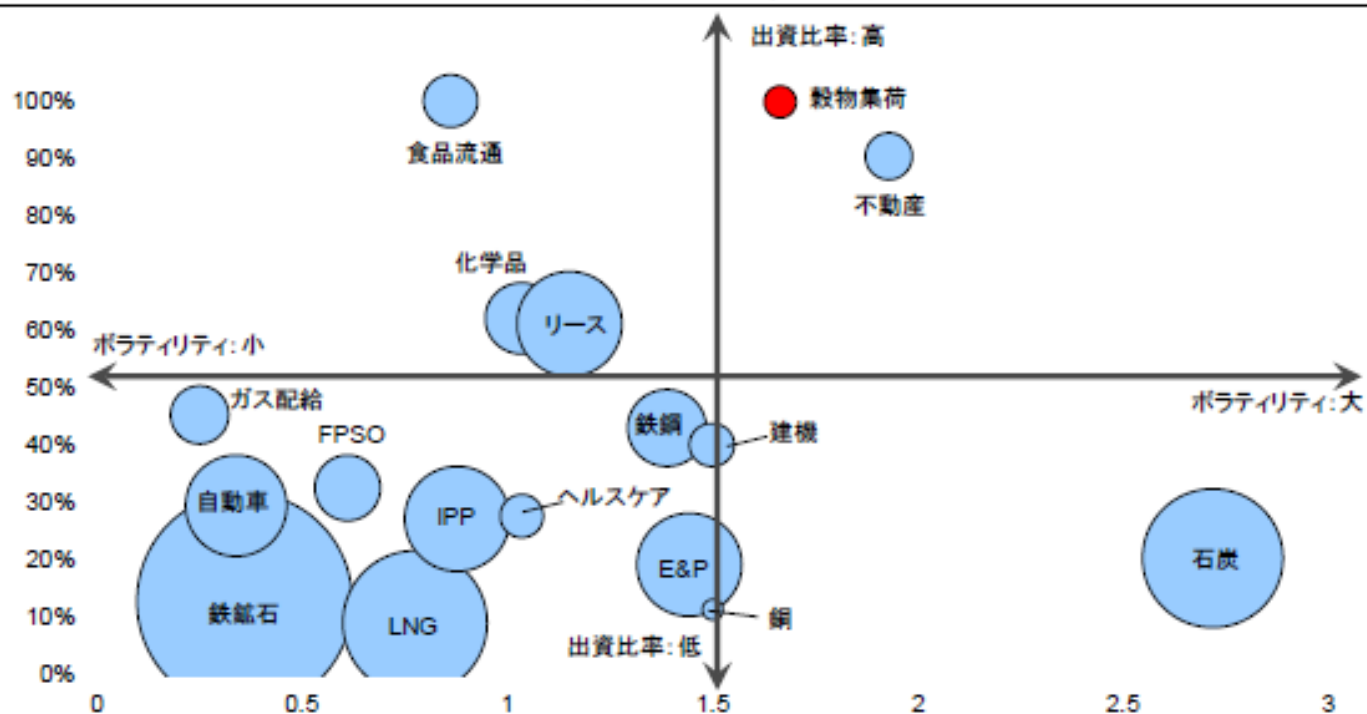 出資比率：高
100%
穀物集荷
食品流通
90%
不動産
80%
化学品
70%
リース
60%
ボラティリティ：小
50%
ガス配給
ボラティリティ：大
鉄鋼
建機
40%
FPSO
30%
自動車
IPP
ヘルスケア
20%
E&P
石炭
10%
鉄鉱石
LNG
銅
出資比率：低
0%
0 0.5 1 1.5 2 2.5 3